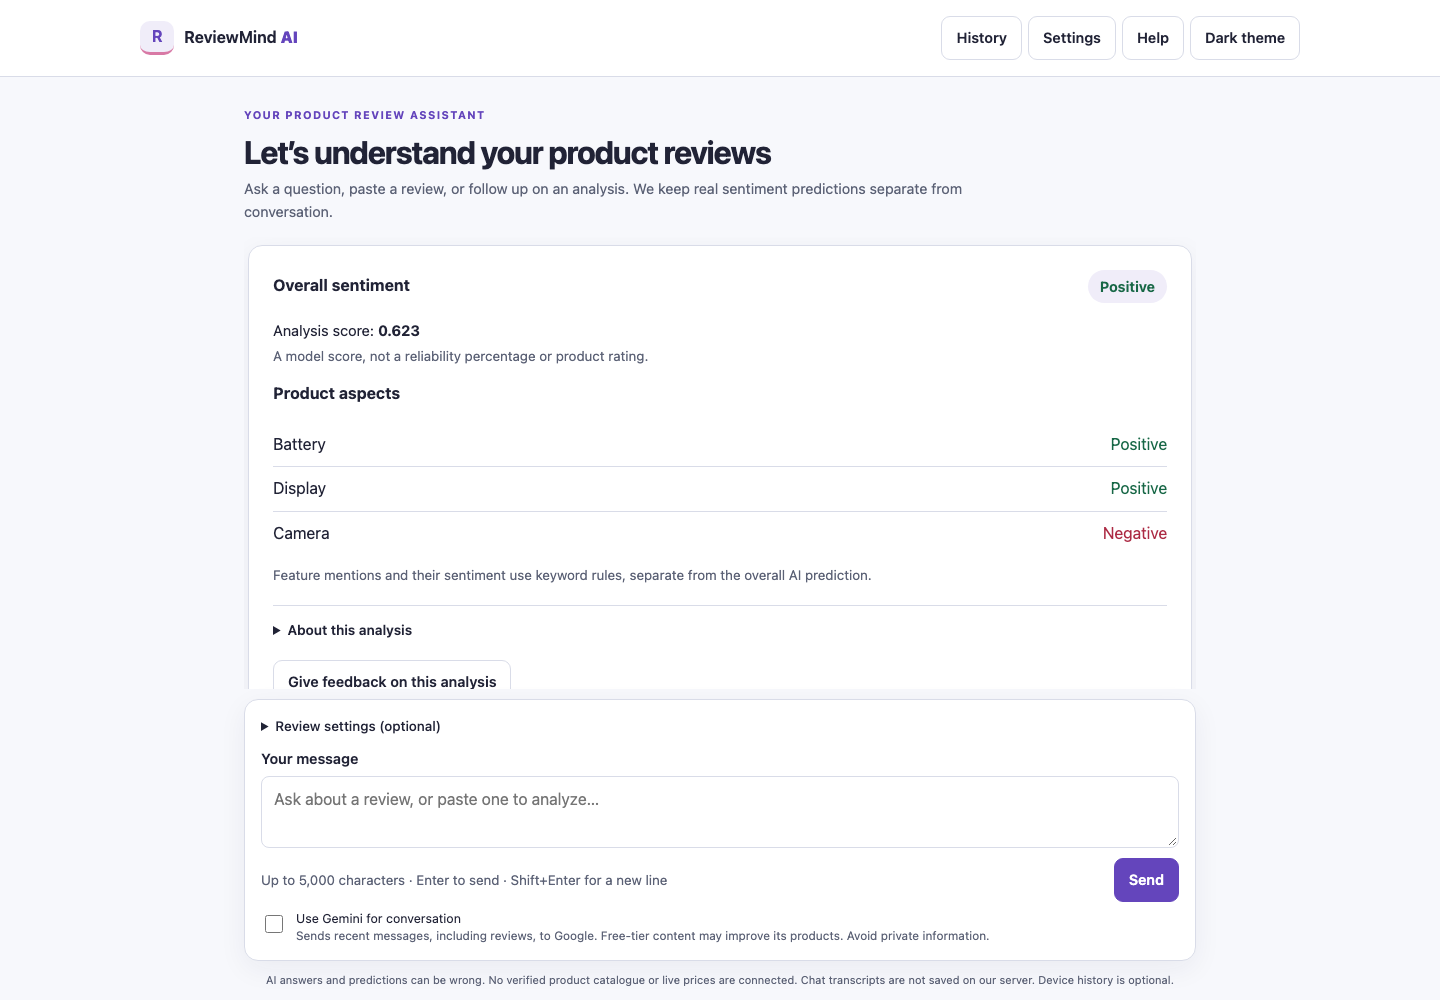 R ReviewMind AI
History Settings Help Dark theme
YOUR PRODUCT REVIEW ASSISTANT
Let’s understand your product reviews
Ask a question, paste a review, or follow up on an analysis. We keep real sentiment predictions separate from
conversation.
Overall sentiment Positive
Analysis score: 0.623
A model score, not a reliability percentage or product rating.
Product aspects
Battery Positive
Display Positive
Camera Negative
Feature mentions and their sentiment use keyword rules, separate from the overall AI prediction.
About this analysis
Give feedback on this analysis
Review settings (optional)
Your message
Ask about a review, or paste one to analyze...
Up to 5,000 characters · Enter to send · Shift+Enter for a new line Send
Use Gemini for conversation
Sends recent messages, including reviews, to Google. Free-tier content may improve its products. Avoid private information.
AI answers and predictions can be wrong. No verified product catalogue or live prices are connected. Chat transcripts are not saved on our server. Device history is optional.